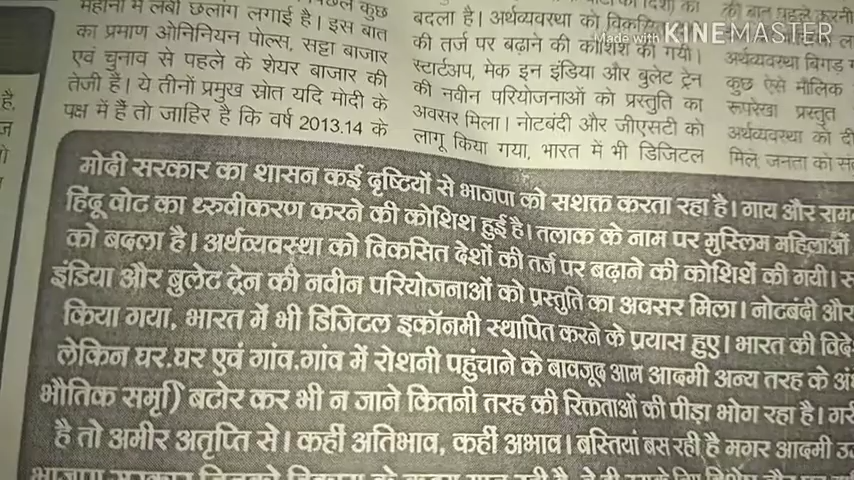 महीनों में लंबी छलांग लगाई है। इस बात
का प्रमाण ओनिनियन पोल्स, सट्टा बाजार
एवं चुनाव से पहले के शेयर बाजार की
तेजी है। ये तीनों प्रमुख स्रोत यदि मोदी के
पक्ष में हैं तो जाहिर है कि वर्ष 2013.14 के
बदला है। अर्थव्यवस्था को
की तर्ज पर बढ़ाने की कोशिश की गयी।
स्टार्टअप, मेक इन इंडिया और बुलेट ट्रेन
की नवीन परियोजनाओं को प्रस्तुति का
अवसर मिला। नोटबंदी और जीएसटी को
लागू किया गया, भारत में भी डिजिटल
की बात पहले करनी
अर्थव्यवस्था बिगड़
कुछ ऐसे मौलिक
रूपरेखा प्रस्तुत
अर्थव्यवस्था को
मिले, जनता को
Made with KINEMASTER
मोदी सरकार का शासन कई दृष्टियों से भाजपा को सशक्त करता रहा है। गाय और
हिंदू वोट का ध्रुवीकरण करने की कोशिश हुई है। तलाक के नाम पर मुस्लिम महिलाओं
को बदला है। अर्थव्यवस्था को विकसित देशों की तर्ज पर बढ़ाने की कोशिशें की गयी।
इंडिया और बुलेट ट्रेन की नवीन परियोजनाओं को प्रस्तुति का अवसर मिला। नोटबंदी और
किया गया, भारत में भी डिजिटल इकॉनमी स्थापित करने के प्रयास हुए। भारत की
लेकिन घर.घर एवं गांव.गांव में रोशनी पहुंचाने के बावजूद आम आदमी अन्य तरह के
भौतिक समृ) बटोर कर भी न जाने कितनी तरह की रिक्तताओं की पीड़ा भोग रहा है।
है तो अमीर अतृप्ति से। कहीं अतिभाव, कहीं अभाव। बस्तियां बस रही है मगर आदमी